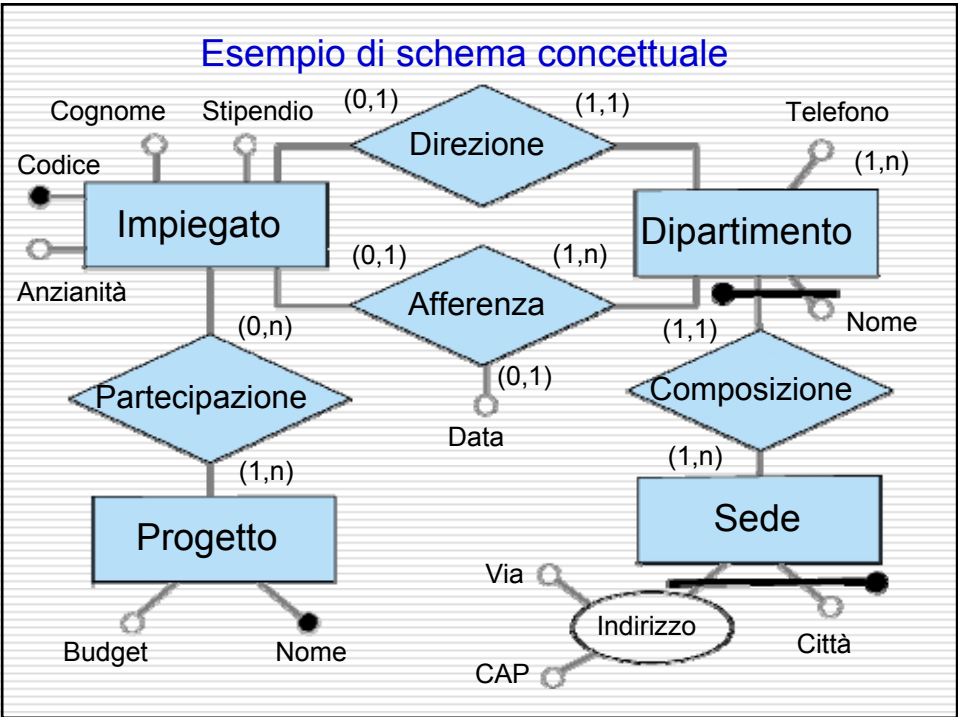 Esempio di schema concettuale
(0,1)
(1,1)
Cognome
Stipendio
Telefono
Direzione
Codice
(1,n)
Impiegato
Dipartimento
(0,1)
(1,n)
Anzianità
Afferenza
(0,n)
(1,1)
Nome
(0,1)
Partecipazione
Composizione
Data
(1,n)
(1,n)
Progetto
Sede
Via
Indirizzo
Città
Budget
Nome
CAP